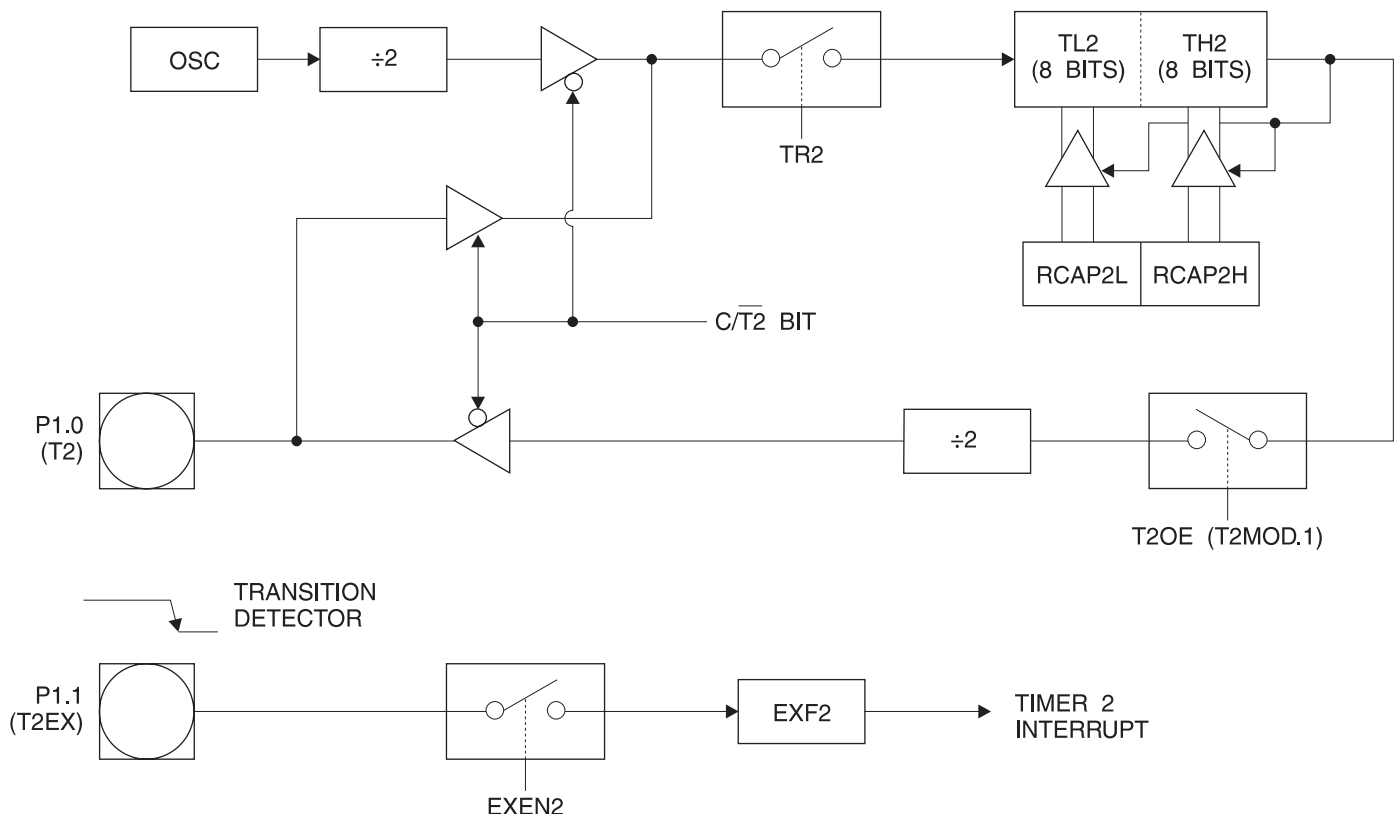 OSC
÷2
TR2
TL2
(8 BITS)
TH2
(8 BITS)
RCAP2L
RCAP2H
C/T̅2̅ BIT
P1.0
(T2)
÷2
T2OE (T2MOD.1)
TRANSITION
DETECTOR
P1.1
(T2EX)
EXEN2
EXF2
TIMER 2
INTERRUPT